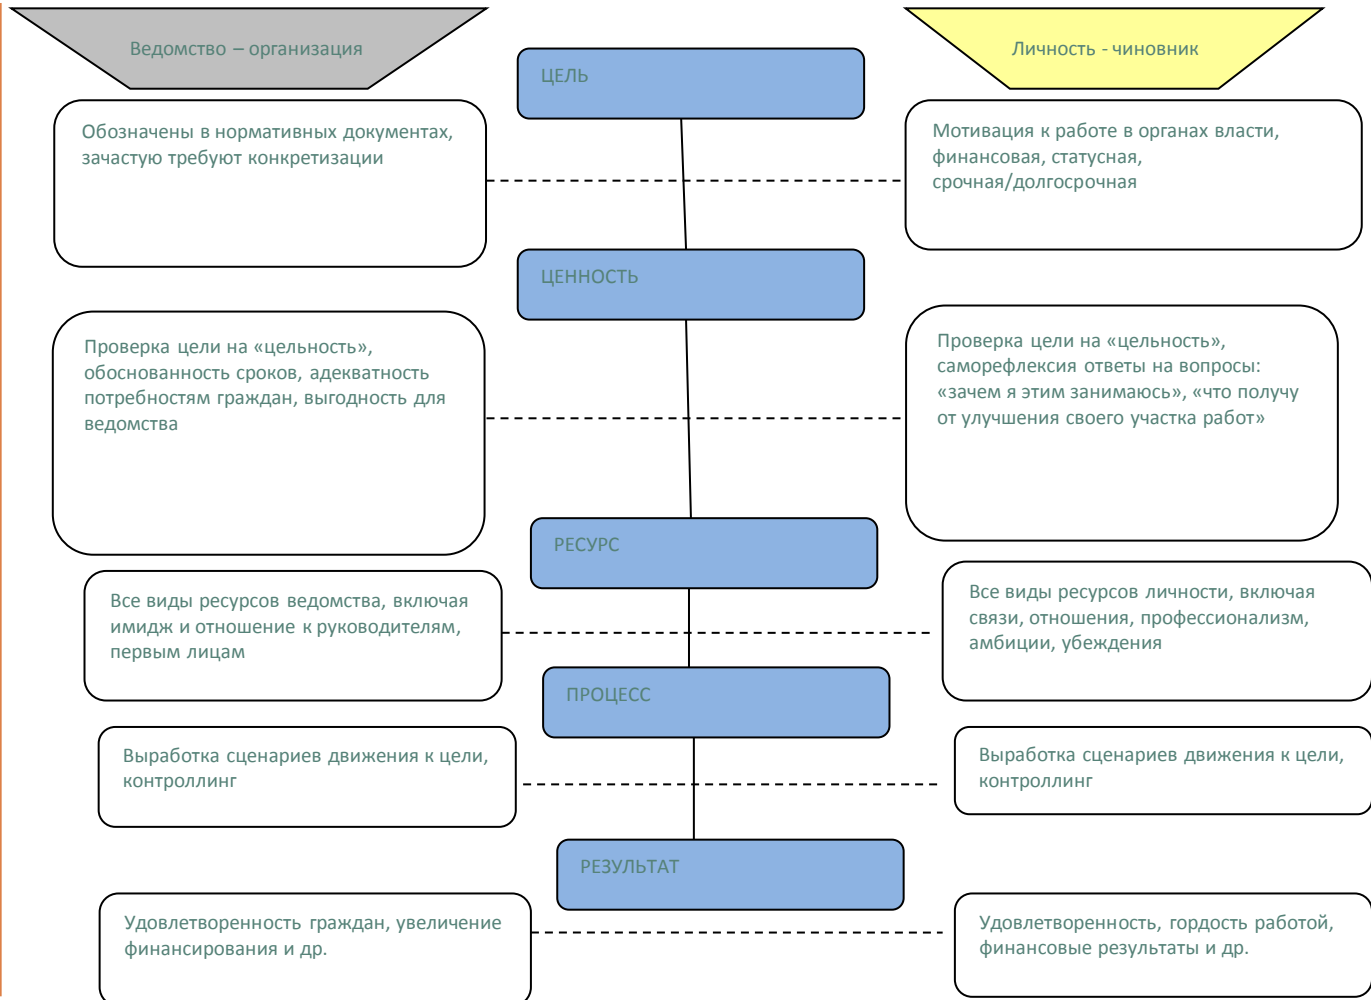 Ведомство – организация
Личность - чиновник
ЦЕЛЬ
Обозначены в нормативных документах,
зачастую требуют конкретизации
Мотивация к работе в органах власти,
финансовая, статусная,
срочная/долгосрочная
ЦЕННОСТЬ
Проверка цели на «цельность»,
обоснованность сроков, адекватность
потребностям граждан, выгодность для
ведомства
Проверка цели на «цельность»,
саморефлексия ответы на вопросы:
«зачем я этим занимаюсь», «что получу
от улучшения своего участка работ»
РЕСУРС
Все виды ресурсов ведомства, включая
имидж и отношение к руководителям,
первым лицам
Все виды ресурсов личности, включая
связи, отношения, профессионализм,
амбиции, убеждения
ПРОЦЕСС
Выработка сценариев движения к цели,
контроллинг
Выработка сценариев движения к цели,
контроллинг
РЕЗУЛЬТАТ
Удовлетворенность граждан, увеличение
финансирования и др.
Удовлетворенность, гордость работой,
финансовые результаты и др.